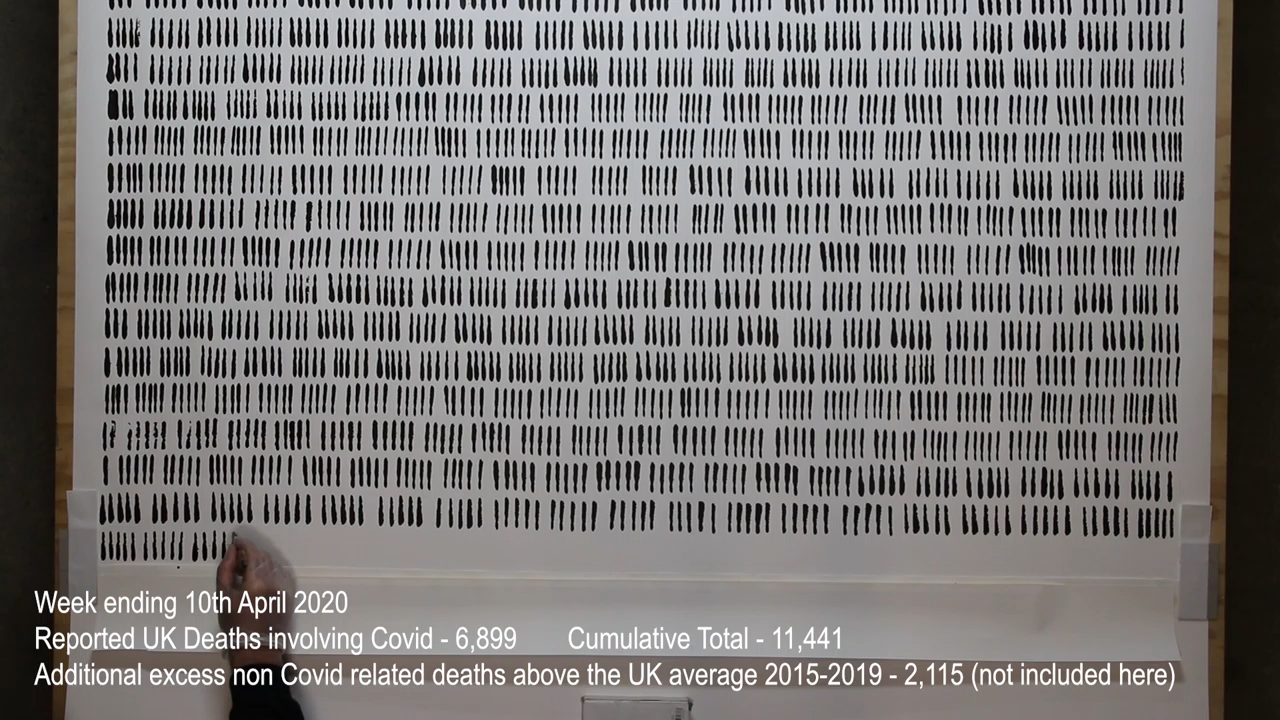 Week ending 10th April 2020
Reported UK Deaths involving Covid - 6,899 Cumulative Total - 11,441
Additional excess non Covid related deaths above the UK average 2015-2019 - 2,115 (not included here)